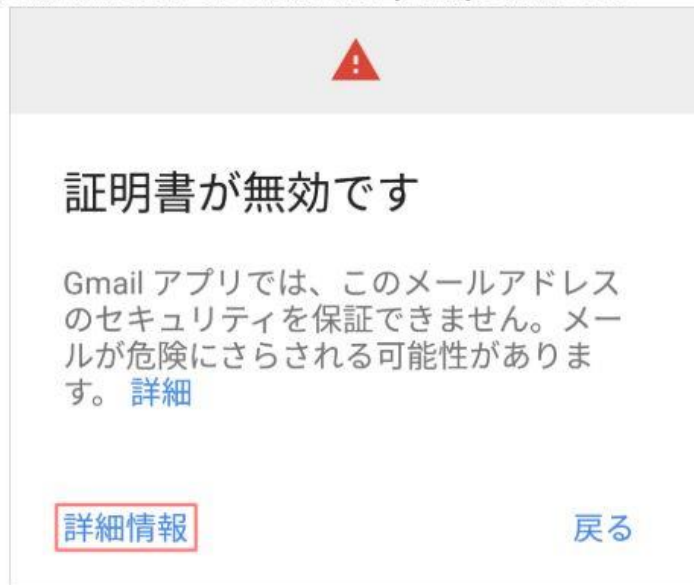 証明書が無効です
Gmail アプリでは、このメールアドレス
のセキュリティを保証できません。メー
ルが危険にさらされる可能性がありま
す。 詳細
詳細情報
戻る